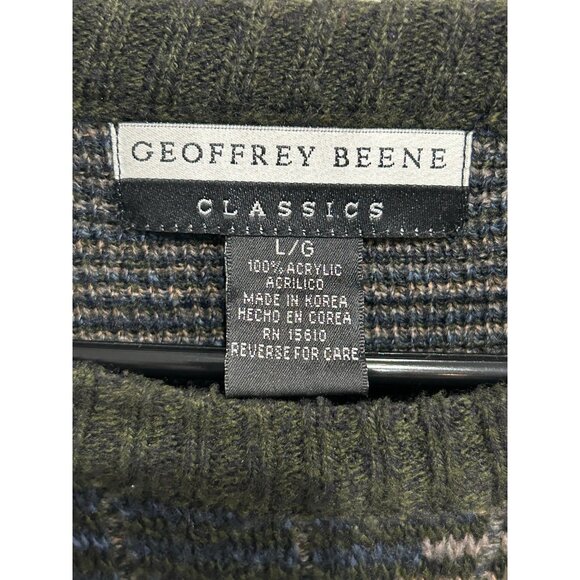 GEOFFREY BEENE
CLASSICS
L/G
100% ACRYLIC
ACRILICO
MADE IN KOREA
HECHO EN COREA
RN 15610
REVERSE FOR CARE